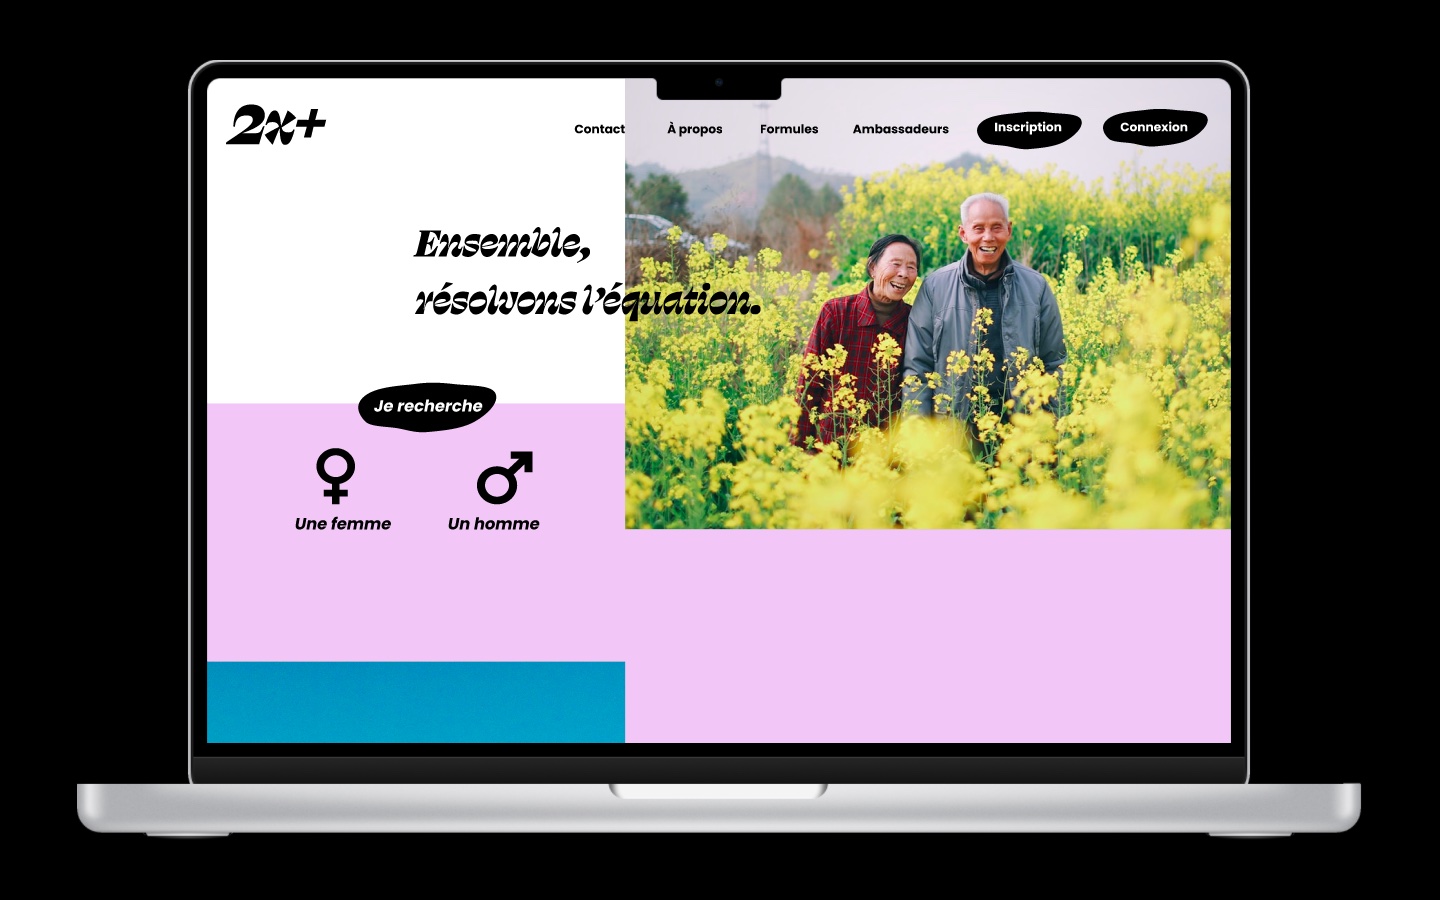 2x+
Contact
À propos
Formules
Ambassadeurs
Inscription
Connexion
Ensemble,
résolvons l'équation.
Je recherche
Une femme
Un homme